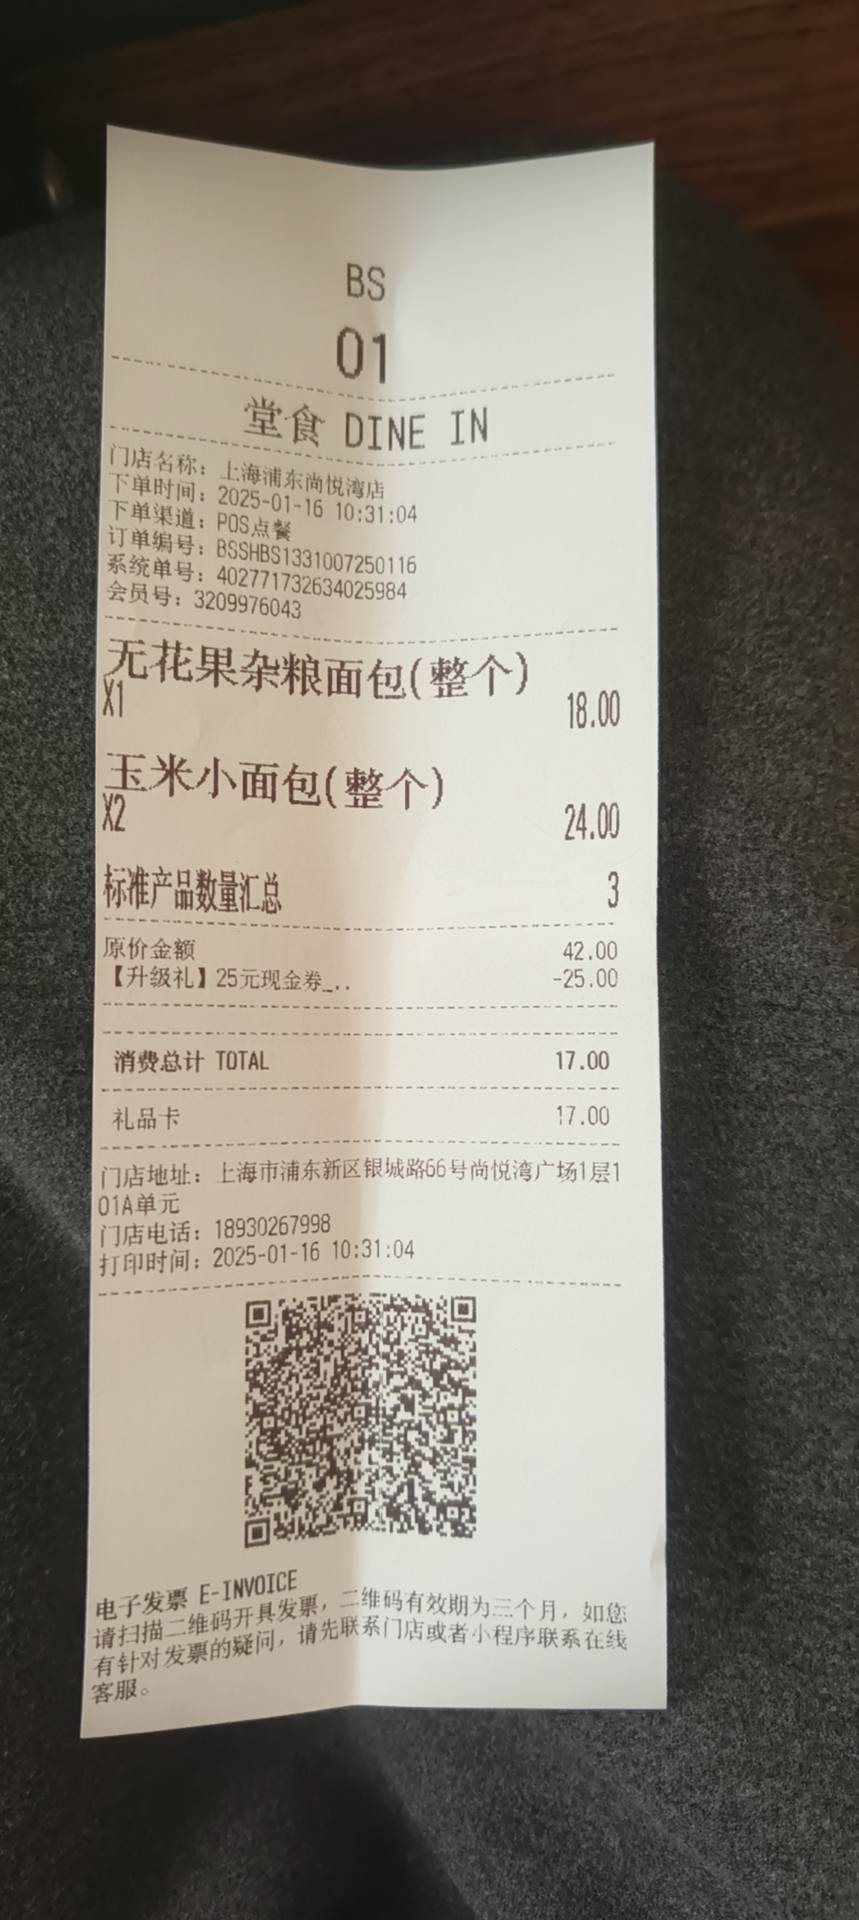 BS
01
堂食 DINE IN
门店名称：上海浦东尚悦湾店
下单时间：2025-01-16 10:31:04
下单渠道：POS点餐
订单编号：BSSHBS1331007250116
系统单号：402771732634025984
会员号：3209976043
无花果杂粮面包(整个)
X1 18.00
玉米小面包(整个)
X2 24.00
标准产品数量汇总 3
原价金额 42.00
【升级礼】25元现金券_.. -25.00
消费总计 TOTAL 17.00
礼品卡 17.00
门店地址：上海市浦东新区银城路66号尚悦湾广场1层1
01A单元
门店电话：18930267998
打印时间：2025-01-16 10:31:04
电子发票 E-INVOICE
请扫描二维码开具发票，二维码有效期为三个月，如您
有针对发票的疑问，请先联系门店或者小程序联系在线
客服。